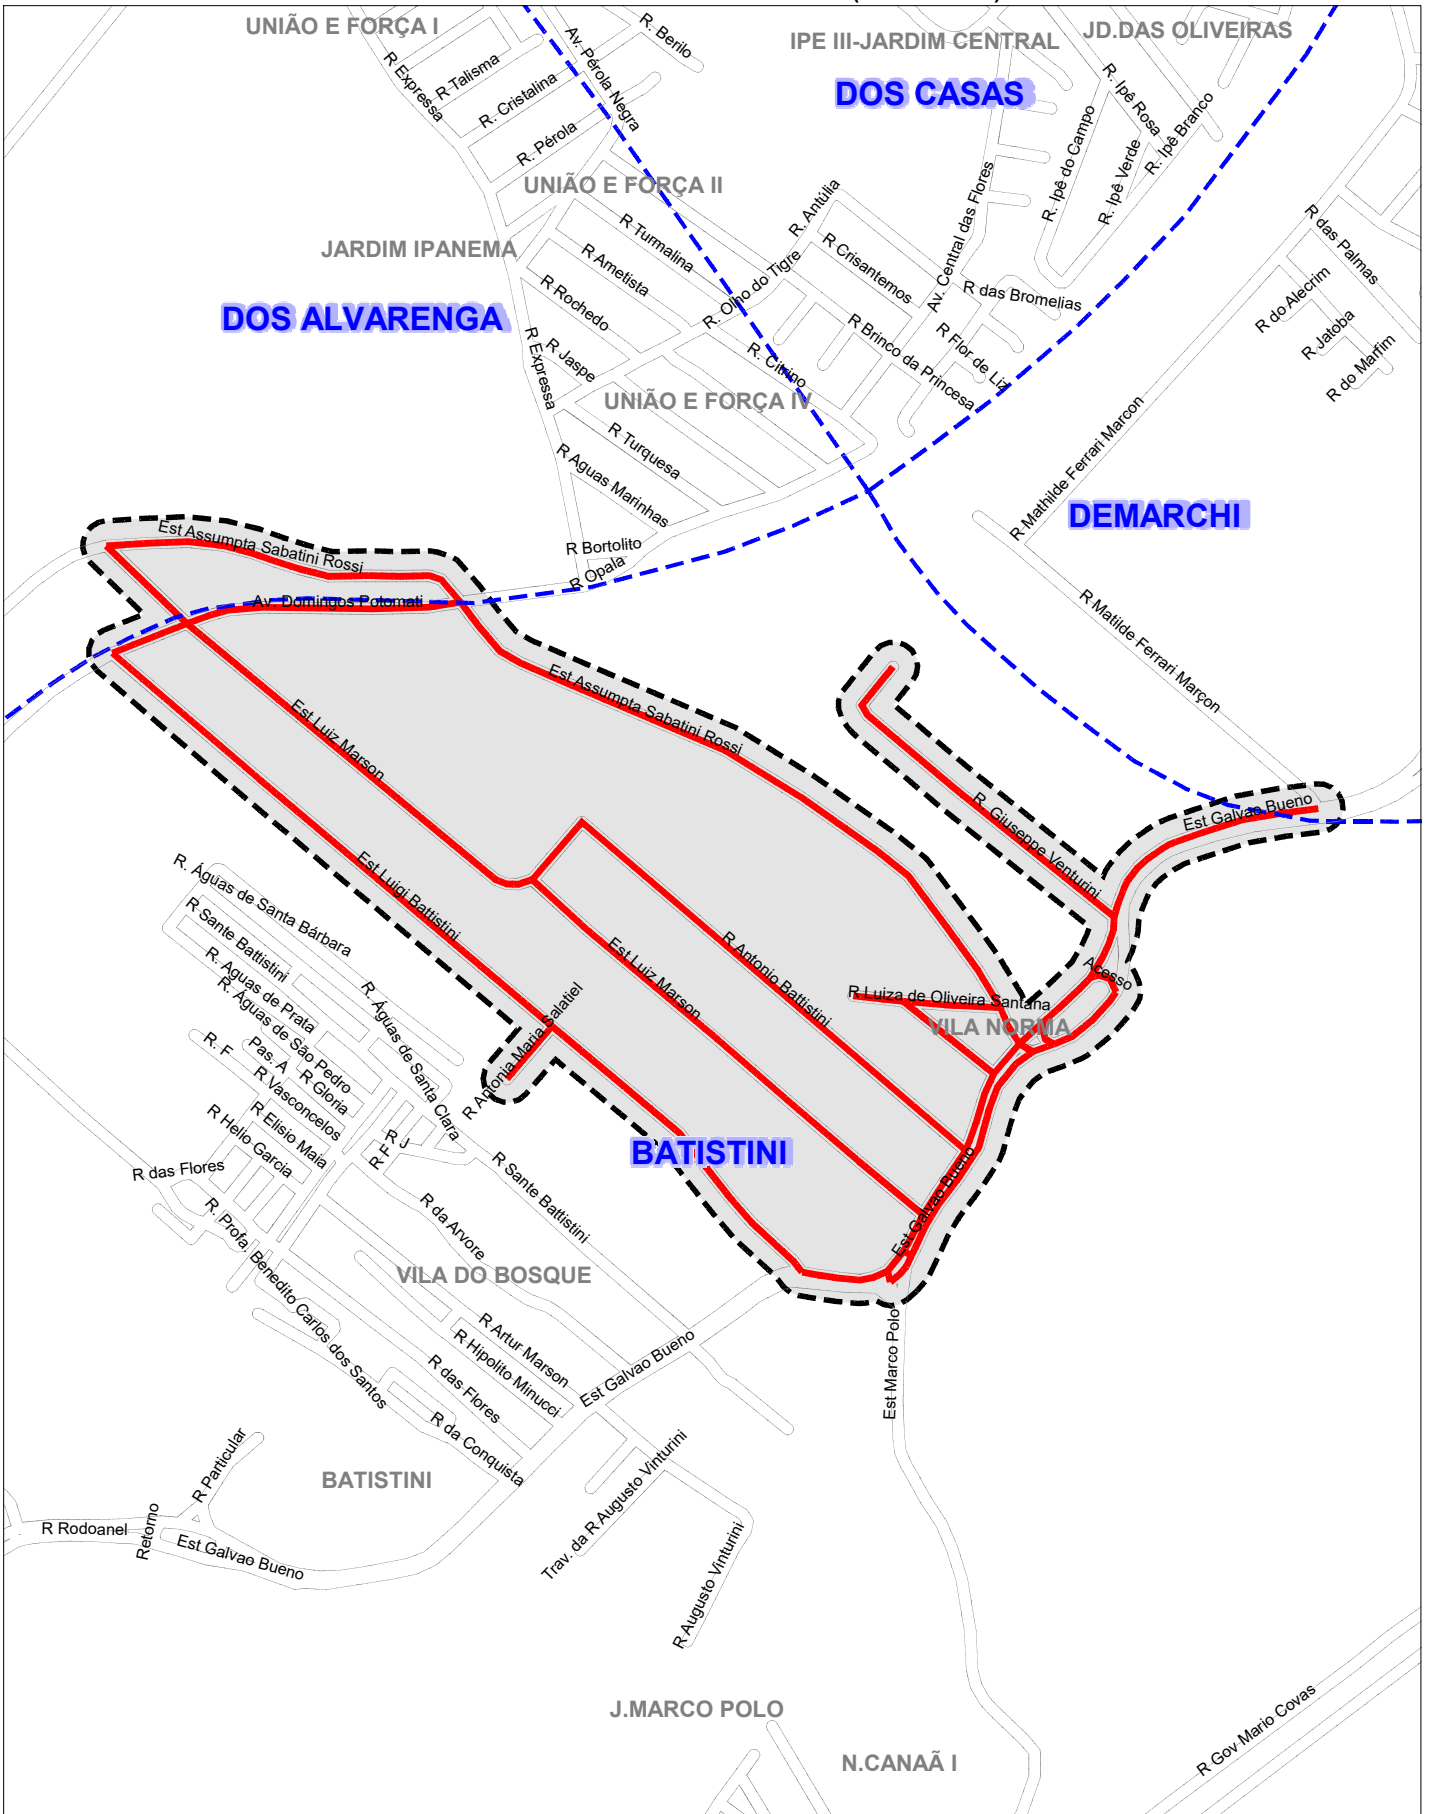 UNIÃO E FORÇA I
R. Berilo
IPE III-JARDIM CENTRAL
JD.DAS OLIVEIRAS
Av. Pérola Negra
R Expressa
R Talisma
R. Cristalina
R. Pérola
DOS CASAS
R. Ipê Rosa
R. Ipê Branco
R. Ipê do Campo
R. Ipê Verde
UNIÃO E FORÇA II
R. Antúlia
Av. Central das Flores
JARDIM IPANEMA
R Turmalina
R Ametista
R Rochedo
R Crisantemos
R. Olho do Tigre
R das Bromelias
R das Palmas
R do Alecrim
R Jatoba
R do Marfim
DOS ALVARENGA
R Expressa
R Jaspe
R. Citrino
R Brinco da Princesa
R Flor de Liz
UNIÃO E FORÇA IV
R Turquesa
R Aguas Marinhas
R Mathilde Ferrari Marcon
DEMARCHI
Est Assumpta Sabatini Rossi
R Bortolito
R Opala
Av. Domingos Potomati
R Matilde Ferrari Marçon
Est Assumpta Sabatini Rossi
Est Luiz Marson
R. Giuseppe Venturini
Est Galvao Bueno
Est Luigi Battistini
R. Águas de Santa Bárbara
R Sante Battistini
R. Aguas de Prata
R. Águas de São Pedro
R. Águas de Santa Clara
R Antonio Battistini
Est Luiz Marson
Acesso
R Luiza de Oliveira Santana
VILA NORMA
R Antonia Maria Salatiel
R. F
Pas. A
R Gloria
R Vasconcelos
R Elisio Maia
R Helio Garcia
R J
R F
R das Flores
BATISTINI
R Sante Battistini
R da Arvore
Est Galvao Bueno
R. Profa. Benedito Carlos dos Santos
VILA DO BOSQUE
R Artur Marson
R Hipolito Minucci
Est Galvao Bueno
Est Marco Polo
R das Flores
R da Conquista
R Particular
BATISTINI
Trav. da R Augusto Vinturini
R Augusto Vinturini
R Rodoanel
Retorno
Est Galvao Bueno
J.MARCO POLO
N.CANAÃ I
R Gov Mario Covas